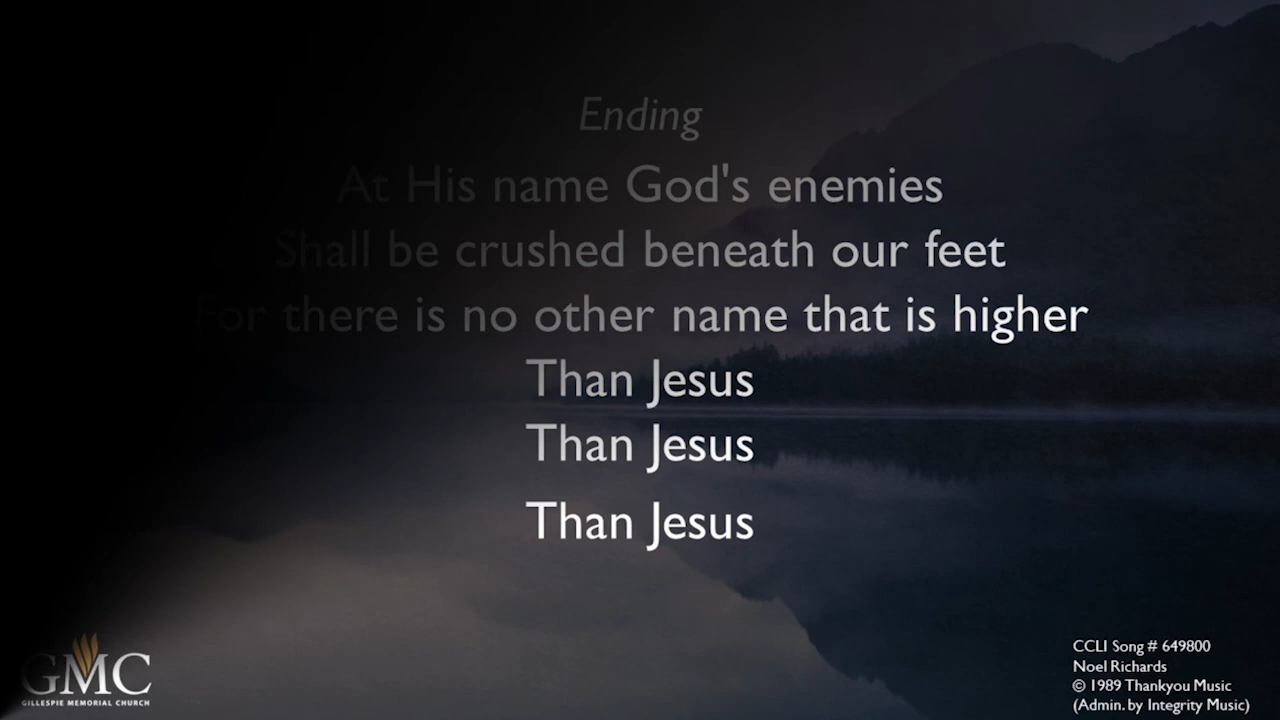 Ending
At His name God's enemies
Shall be crushed beneath our feet
For there is no other name that is higher
Than Jesus
Than Jesus
Than Jesus
GMC
GILLESPIE MEMORIAL CHURCH
CCLI Song # 649800
Noel Richards
© 1989 Thankyou Music
(Admin. by Integrity Music)